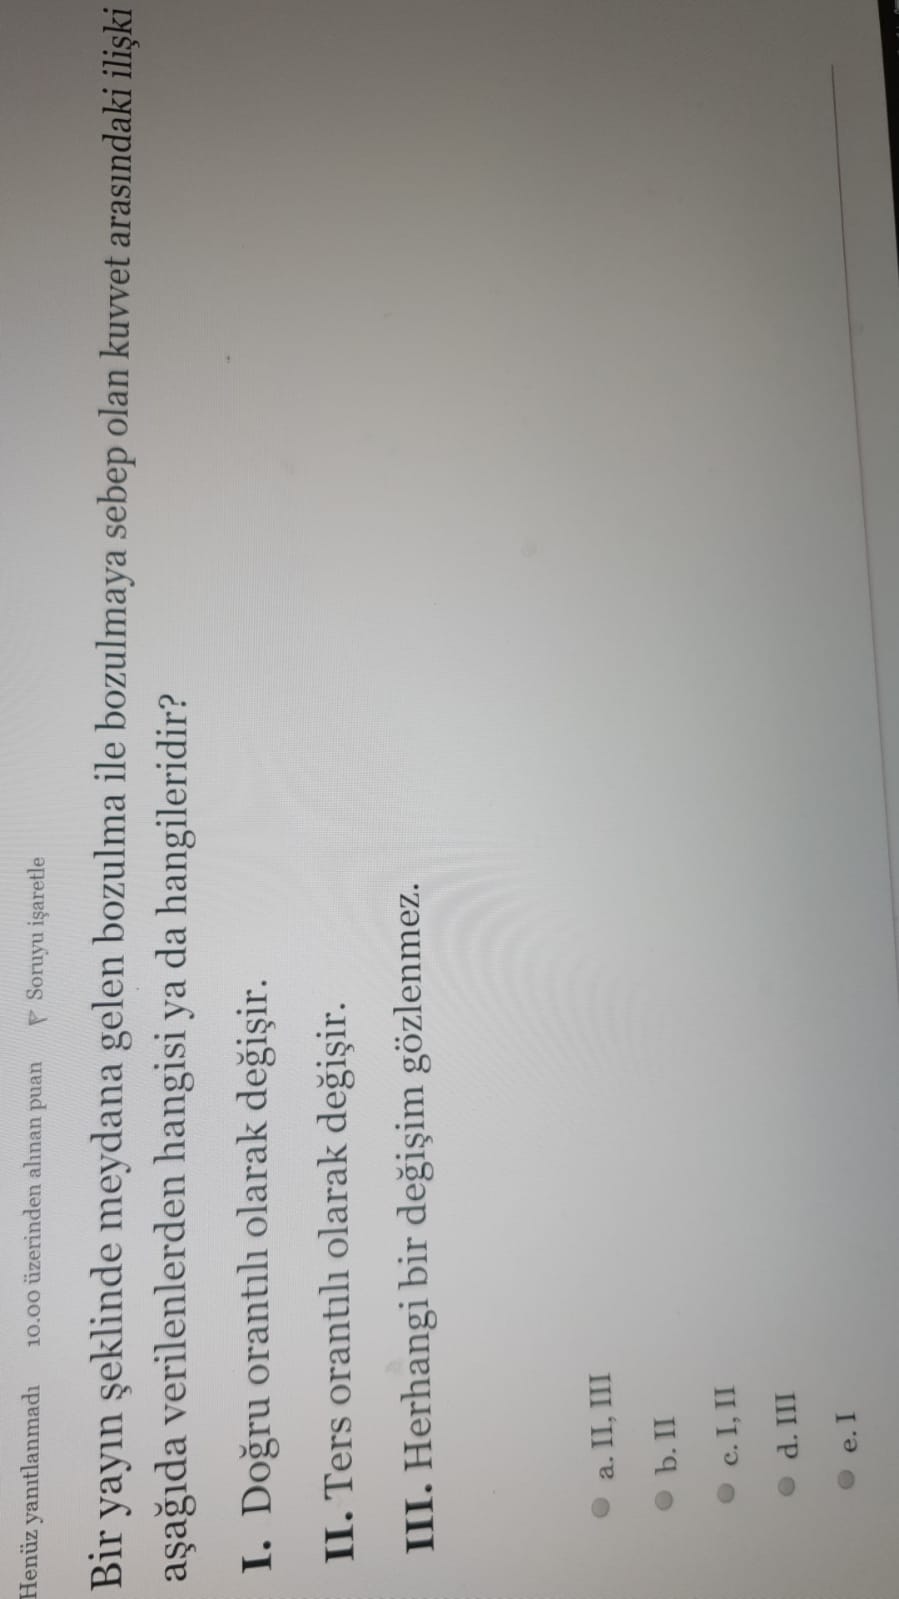 Henüz yanıtlanmadı 10.00 üzerinden alınan puan Soruyu işaretle
Bir yayın şeklinde meydana gelen bozulma ile bozulmaya sebep olan kuvvet arasındaki ilişki
aşağıda verilenlerden hangisi ya da hangileridir?
I. Doğru orantılı olarak değişir.
II. Ters orantılı olarak değişir.
III. Herhangi bir değişim gözlenmez.
a. II, III
b. II
c. I, II
d. III
e. I